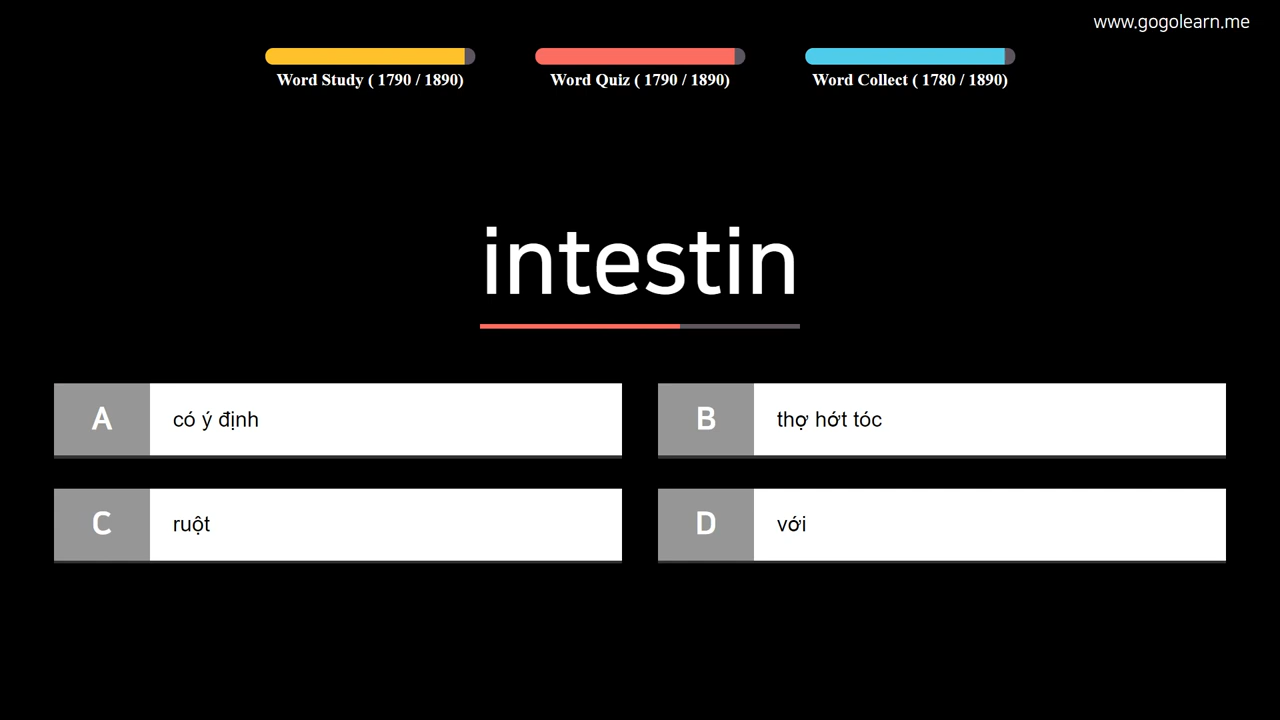 www.gogolearn.me
Word Study ( 1790 / 1890)
Word Quiz ( 1790 / 1890)
Word Collect ( 1780 / 1890)
intestin
A có ý định
B thợ hớt tóc
C ruột
D với